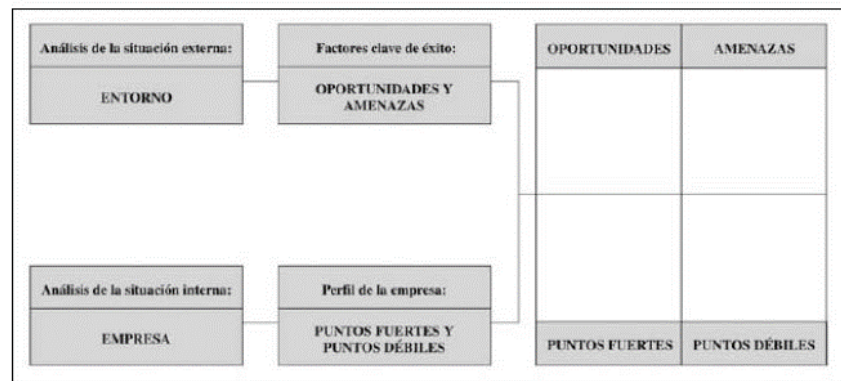 Análisis de la situación externa:
ENTORNO
Factores clave de éxito:
OPORTUNIDADES Y
AMENAZAS
OPORTUNIDADES
AMENAZAS
Análisis de la situación interna:
EMPRESA
Perfil de la empresa:
PUNTOS FUERTES Y
PUNTOS DÉBILES
PUNTOS FUERTES
PUNTOS DÉBILES